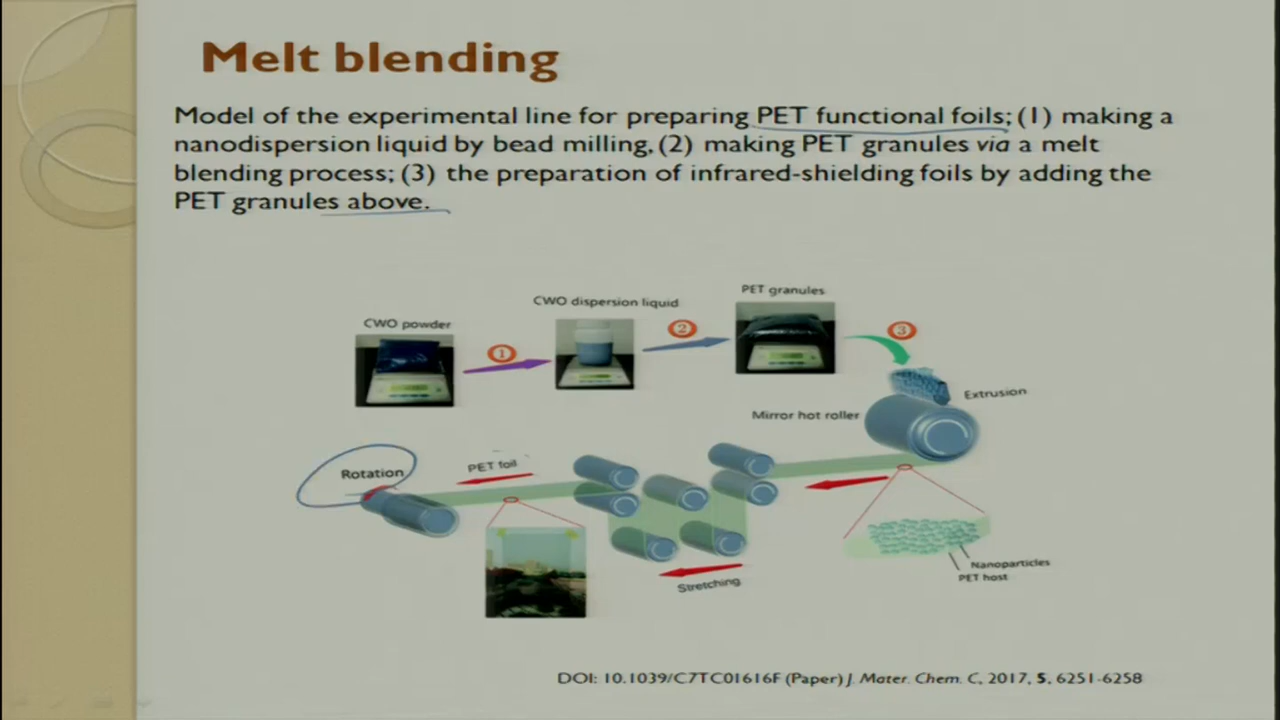 Melt blending
Model of the experimental line for preparing PET functional foils; (1) making a
nanodispersion liquid by bead milling, (2) making PET granules via a melt
blending process; (3) the preparation of infrared-shielding foils by adding the
PET granules above.
PET granules
CWO dispersion liquid
CWO powder
1
2
3
Extrusion
Mirror hot roller
Rotation
PET foil
Stretching
Nanoparticles
PET host
DOI: 10.1039/C7TC01616F (Paper) J. Mater. Chem. C, 2017, 5, 6251-6258